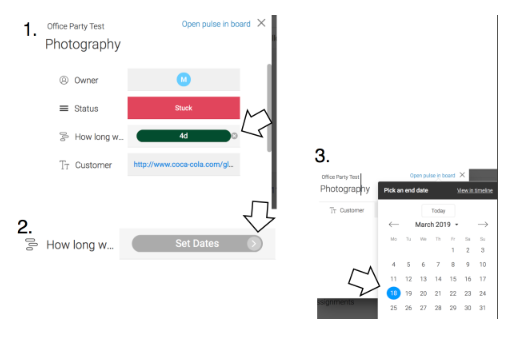 1.
Office Party Test
Open pulse in board ×
Photography
Owner
M
Status
Stuck
How long w...
4d
Customer
http://www.coca-cola.com/gl...
2.
How long w...
Set Dates
3.
Office Party Test
Open pulse in board ×
Photography
Pick an end date
View in timeline
Customer
Today
March 2019
Mo Tu We Th Fr Sa Su
1 2 3
4 5 6 7 8 9 10
11 12 13 14 15 16 17
18 19 20 21 22 23 24
25 26 27 28 29 30 31